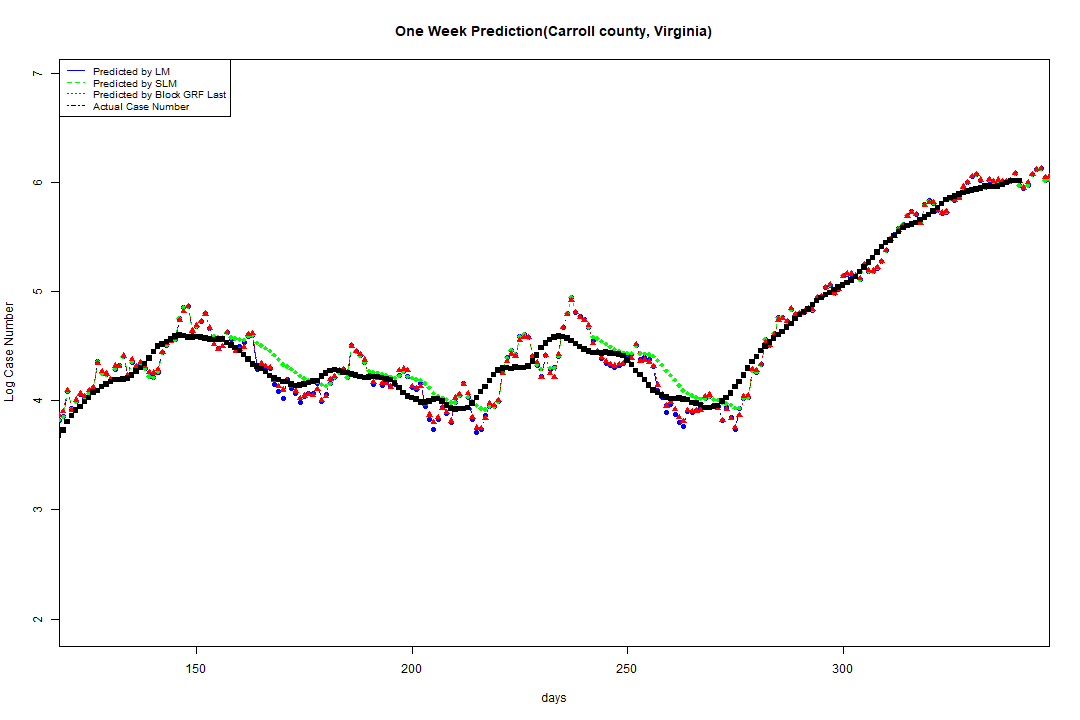 One Week Prediction(Carroll county, Virginia)
Predicted by LM
Predicted by SLM
Predicted by Block GRF Last
Actual Case Number
7
6
5
4
3
2
Log Case Number
150 200 250 300
days